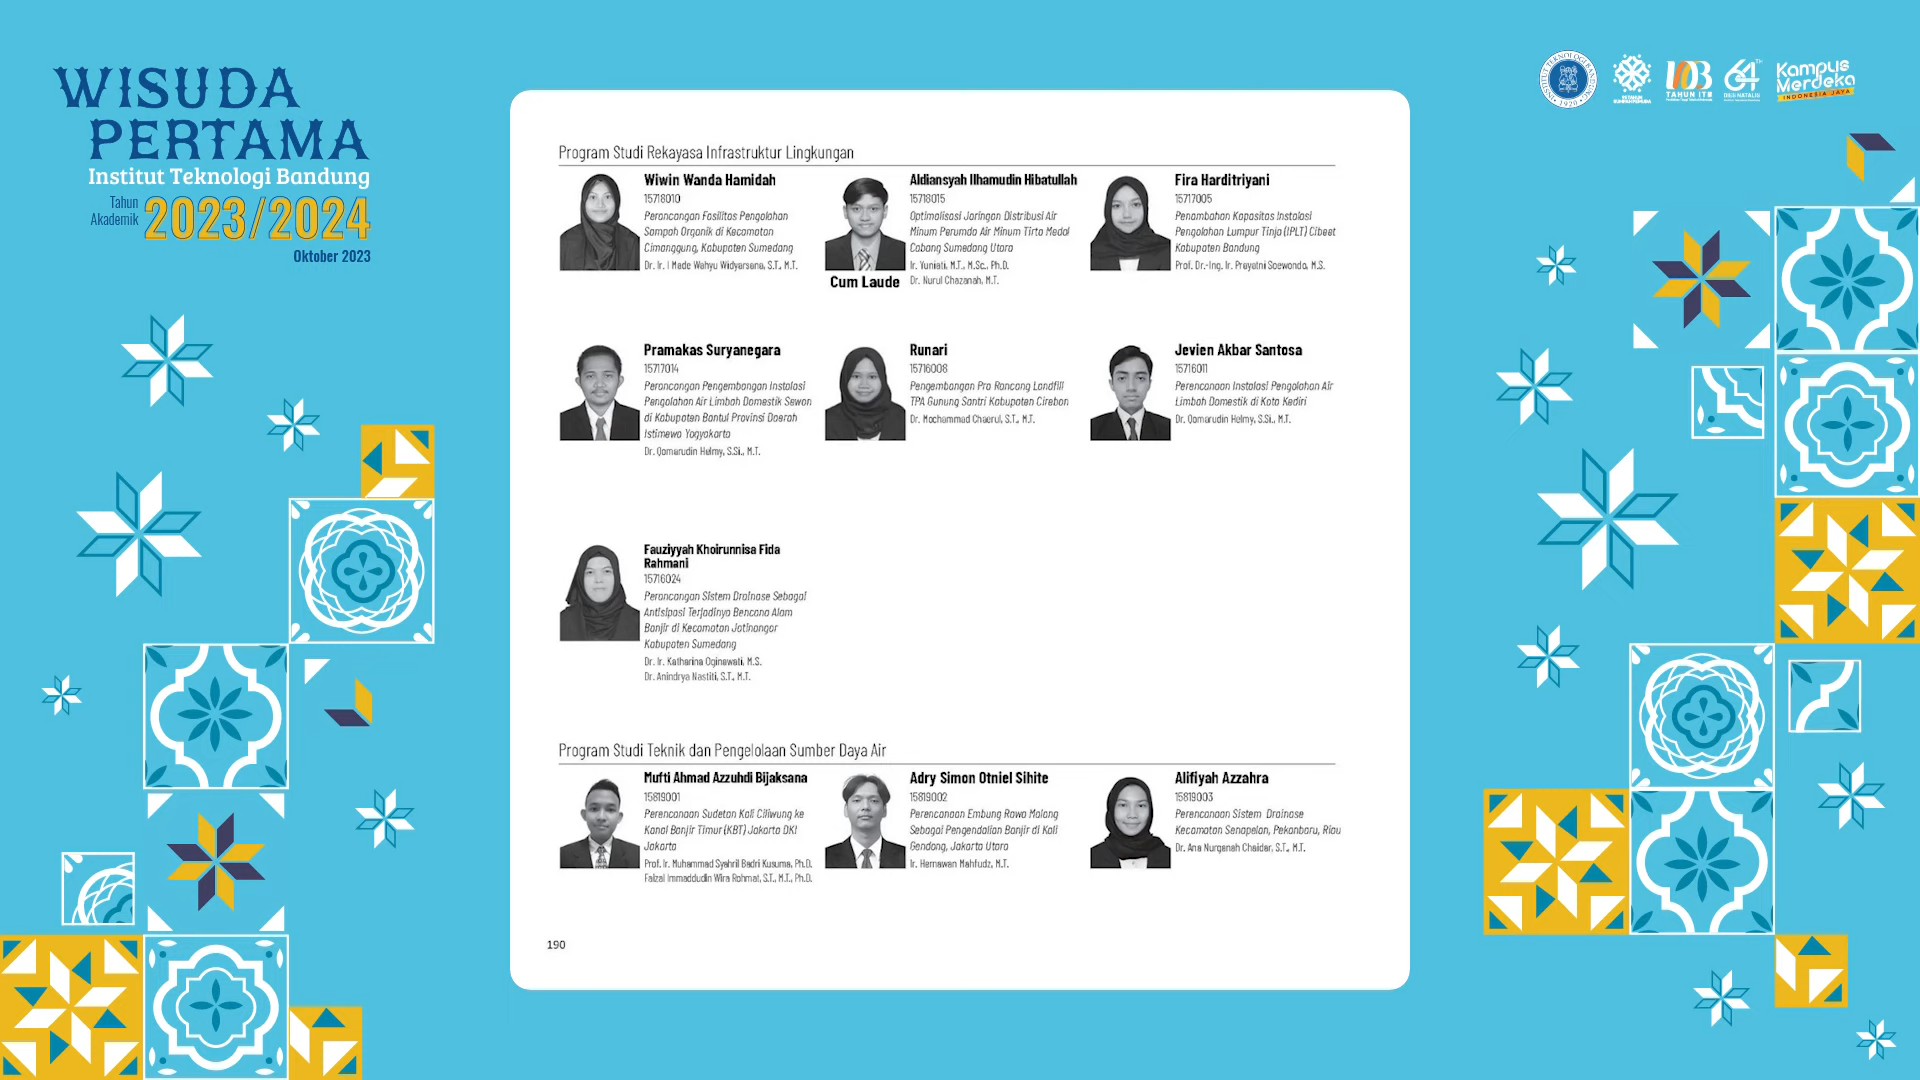 WISUDA
PERTAMA
Institut Teknologi Bandung
Tahun
Akademik
2023/2024
Oktober 2023
INSTITUT TEKNOLOGI BANDUNG
1920
103
TAHUN ITB
64TH
DIES NATALIS
Kampus
Merdeka
INDONESIA JAYA
Program Studi Rekayasa Infrastruktur Lingkungan
Wiwin Wanda Hamidah
15718010
Perancangan Fasilitas Pengolahan
Sampah Organik di Kecamatan
Cimanggung, Kabupaten Sumedang
Dr. Ir. I Made Wahyu Widyarsana, S.T., M.T.
Aldiansyah Ilhamudin Hibatullah
15718015
Optimalisasi Jaringan Distribusi Air
Minum Perumda Air Minum Tirta Medal
Cabang Sumedang Utara
Ir. Yuniati, M.T., M.Sc., Ph.D.
Dr. Nurul Chazanah, M.T.
Cum Laude
Fira Harditriyani
15717005
Penambahan Kapasitas Instalasi
Pengolahan Lumpur Tinja (IPLT) Cibeet
Kabupaten Bandung
Prof. Dr.-Ing. Ir. Prayatni Soewondo, M.S.
Pramakas Suryanegara
15717014
Perancangan Pengembangan Instalasi
Pengolahan Air Limbah Domestik Sewon
di Kabupaten Bantul Provinsi Daerah
Istimewa Yogyakarta
Dr. Qomarudin Helmy, S.Si., M.T.
Runari
15716008
Pengembangan Pra Rancang Landfill
TPA Gunung Santri Kabupaten Cirebon
Dr. Mochammad Chaerul, S.T., M.T.
Jevien Akbar Santosa
15716011
Perencanaan Instalasi Pengolahan Air
Limbah Domestik di Kota Kediri
Dr. Qomarudin Helmy, S.Si., M.T.
Fauziyyah Khoirunnisa Fida
Rahmani
15716024
Perancangan Sistem Drainase Sebagai
Antisipasi Terjadinya Bencana Alam
Banjir di Kecamatan Jatinangor
Kabupaten Sumedang
Dr. Ir. Katharina Oginawati, M.S.
Dr. Anindrya Nastiti, S.T., M.T.
Program Studi Teknik dan Pengelolaan Sumber Daya Air
Mufti Ahmad Azzuhdi Bijaksana
15819001
Perencanaan Sudetan Kali Ciliwung ke
Kanal Banjir Timur (KBT) Jakarta DKI
Jakarta
Prof. Ir. Muhammad Syahril Badri Kusuma, Ph.D.
Faizal Immaddudin Wira Rohmat, S.T., M.T., Ph.D.
Adry Simon Otniel Sihite
15819002
Perencanaan Embung Rawa Malang
Sebagai Pengendalian Banjir di Kali
Gendong, Jakarta Utara
Ir. Hernawan Mahfudz, M.T.
Alifiyah Azzahra
15819003
Perencanaan Sistem Drainase
Kecamatan Senapelan, Pekanbaru, Riau
Dr. Ana Nurganah Chaidar, S.T., M.T.
190